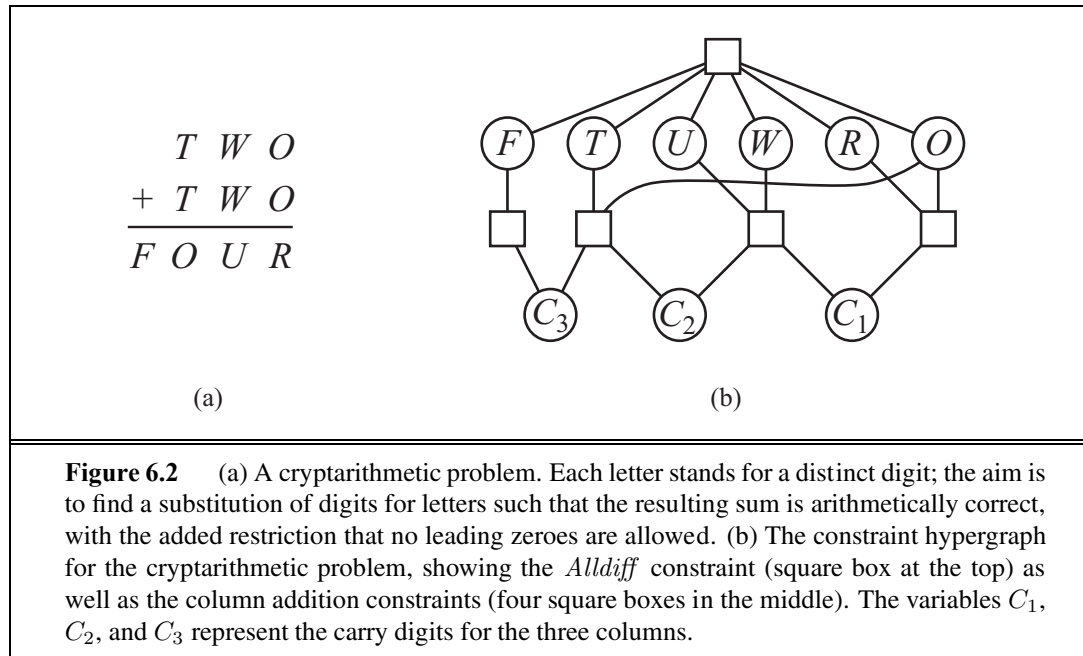 T W O
+ T W O
F O U R
(a)
F T U W R O
C₃ C₂ C₁
(b)
Figure 6.2 (a) A cryptarithmetic problem. Each letter stands for a distinct digit; the aim is
to find a substitution of digits for letters such that the resulting sum is arithmetically correct,
with the added restriction that no leading zeroes are allowed. (b) The constraint hypergraph
for the cryptarithmetic problem, showing the Alldiff constraint (square box at the top) as
well as the column addition constraints (four square boxes in the middle). The variables C₁,
C₂, and C₃ represent the carry digits for the three columns.